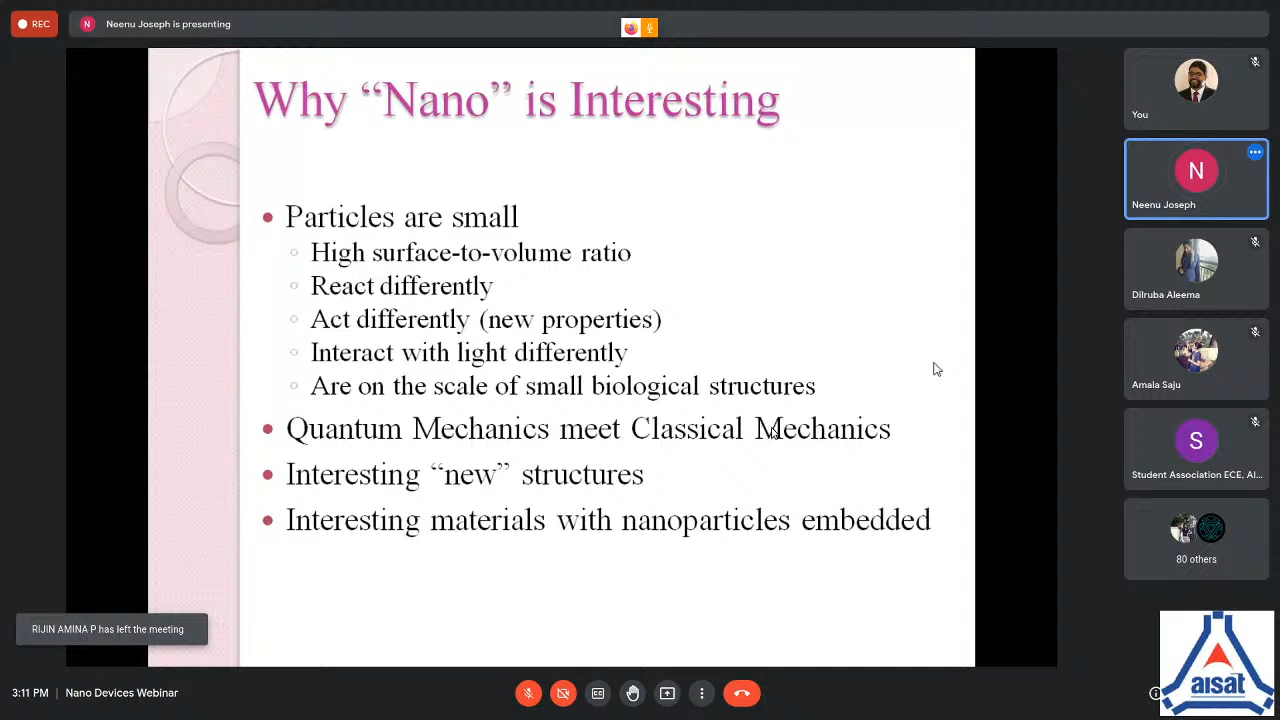 REC
N
Neenu Joseph is presenting
Why “Nano” is Interesting
• Particles are small
○ High surface-to-volume ratio
○ React differently
○ Act differently (new properties)
○ Interact with light differently
○ Are on the scale of small biological structures
• Quantum Mechanics meet Classical Mechanics
• Interesting “new” structures
• Interesting materials with nanoparticles embedded
You
N
Neenu Joseph
Dilruba Aleema
Amala Saju
S
Student Association ECE, AI...
80 others
RIJIN AMINA P has left the meeting
3:11 PM | Nano Devices Webinar
CC
aisat